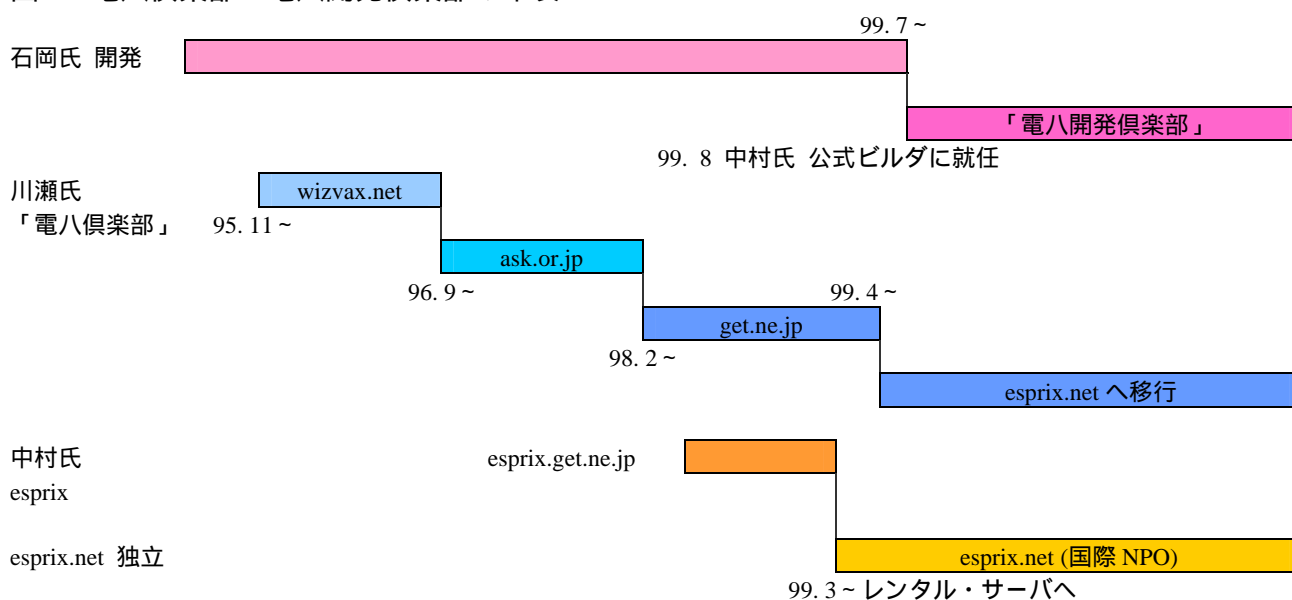 99. 7 ~
石岡氏 開発
「電八開発倶楽部」
99. 8 中村氏 公式ビルダに就任
川瀬氏
wizvax.net
「電八倶楽部」 95. 11 ~
ask.or.jp
96. 9 ~
99. 4 ~
get.ne.jp
98. 2 ~
esprix.net へ移行
中村氏
esprix.get.ne.jp
esprix
esprix.net 独立
esprix.net (国際 NPO)
99. 3 ~ レンタル・サーバへ